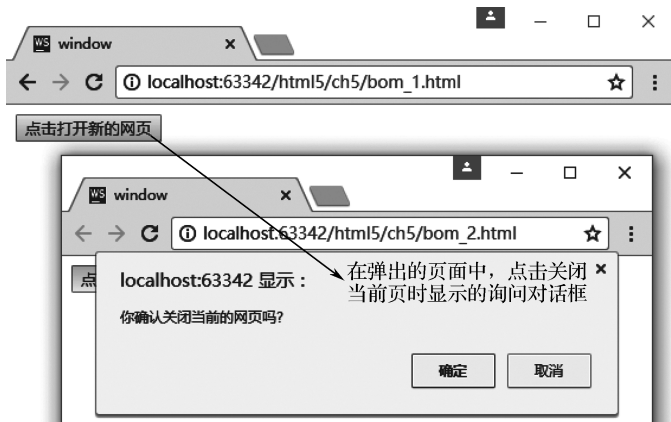 WS window
localhost:63342/html5/ch5/bom_1.html
点击打开新的网页
WS window
localhost:63342/html5/ch5/bom_2.html
点
localhost:63342 显示：
在弹出的页面中，点击关闭
当前页时显示的询问对话框
你确认关闭当前的网页吗?
确定
取消